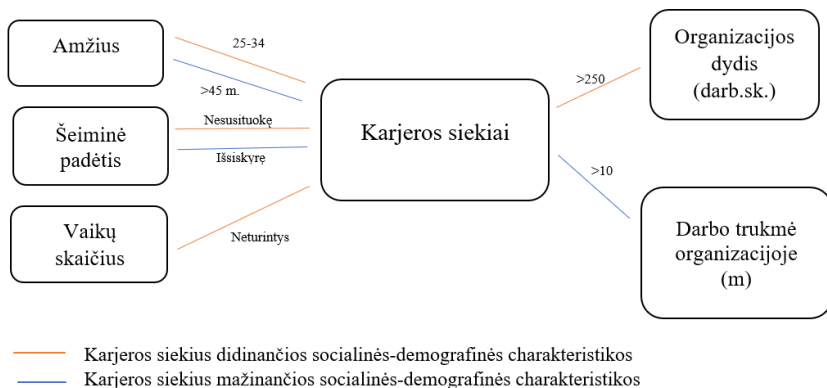 Amžius
25-34
>45 m.
Šeiminė
padėtis
Nesusituokę
Išsiskyrę
Vaikų
skaičius
Neturintys
Karjeros siekiai
Organizacijos
dydis
(darb.sk.)
>250
>10
Darbo trukmė
organizacijoje
(m)
Karjeros siekius didinančios socialinės-demografinės charakteristikos
Karjeros siekius mažinančios socialinės-demografinės charakteristikos